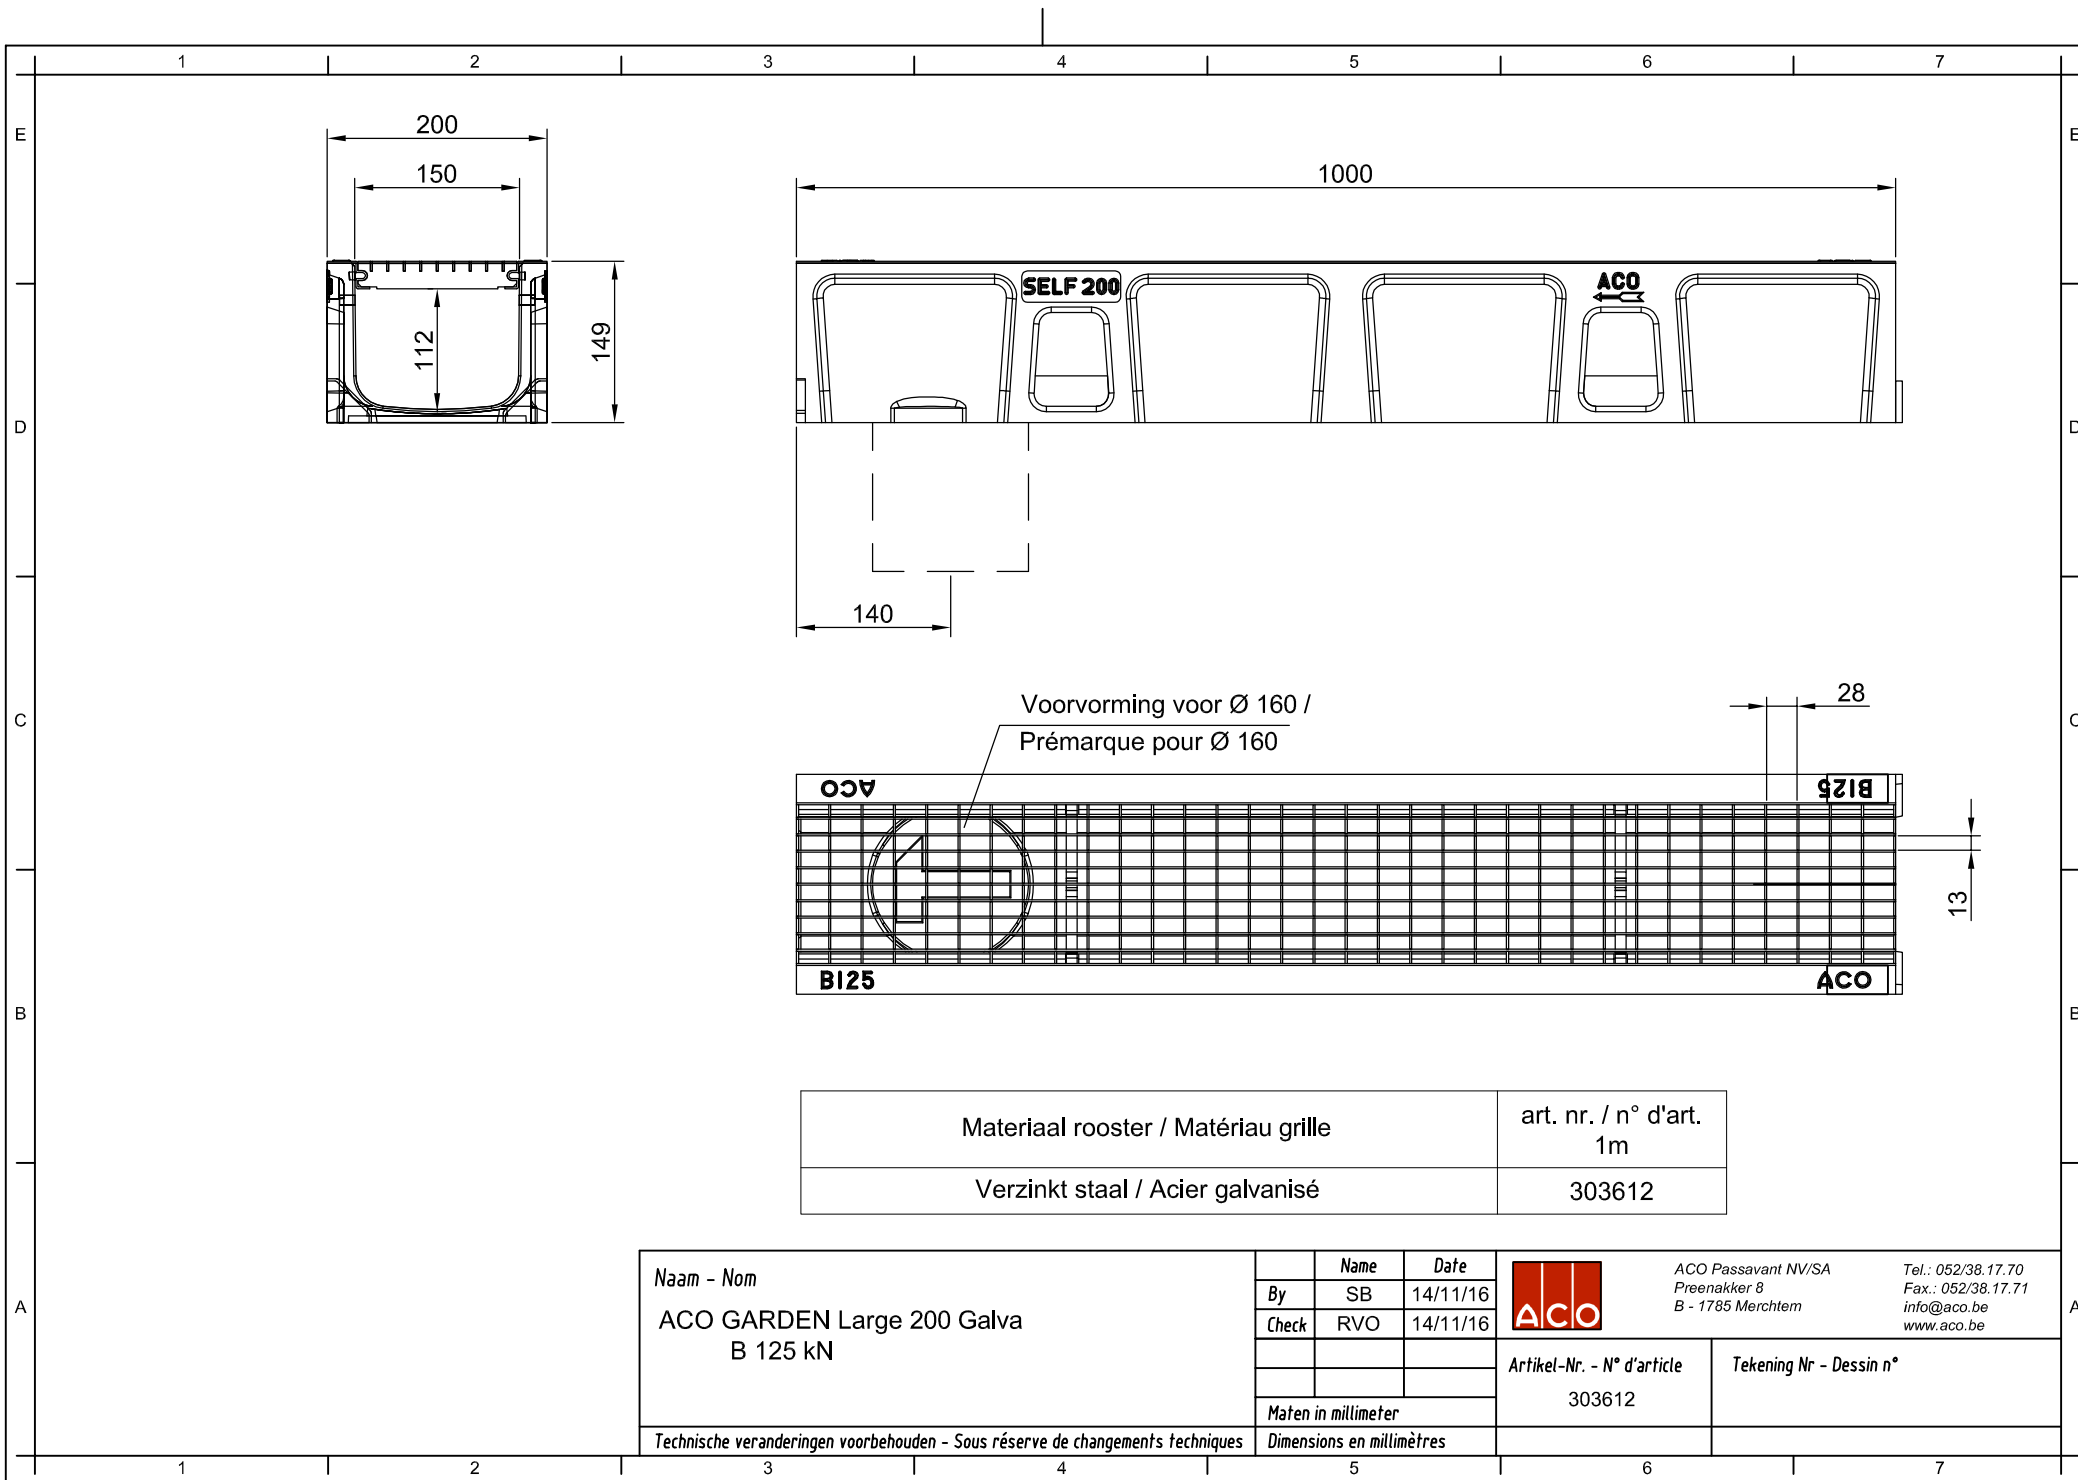 1 2 3 4 5 6 7
E E
200
150
1000
SELF 200
ACO
112
149
D D
140
28
Voorvorming voor Ø 160 /
Prémarque pour Ø 160
C C
ACO B125
13
B125 ACO
B B
Materiaal rooster / Matériau grille
art. nr. / n° d'art.
1m
Verzinkt staal / Acier galvanisé
303612
A A
Naam - Nom
ACO GARDEN Large 200 Galva
B 125 kN
Technische veranderingen voorbehouden - Sous réserve de changements techniques
Name Date
By SB 14/11/16
Check RVO 14/11/16
Maten in millimeter
Dimensions en millimètres
ACO
ACO Passavant NV/SA
Preenakker 8
B - 1785 Merchtem
Tel.: 052/38.17.70
Fax.: 052/38.17.71
info@aco.be
www.aco.be
Artikel-Nr. - N° d'article
303612
Tekening Nr - Dessin n°
1 2 3 4 5 6 7